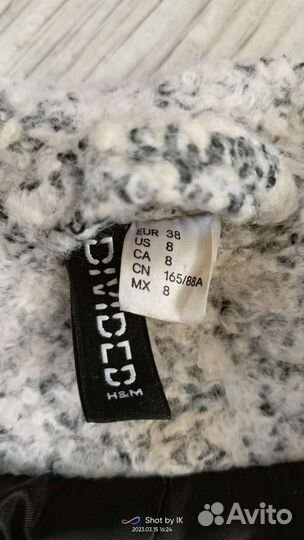 EUR 38
US 8
CA 8
CN 165/88A
MX 8
DIVIDED
H&M
Shot by IK
2023.03.15 16:24
Avito